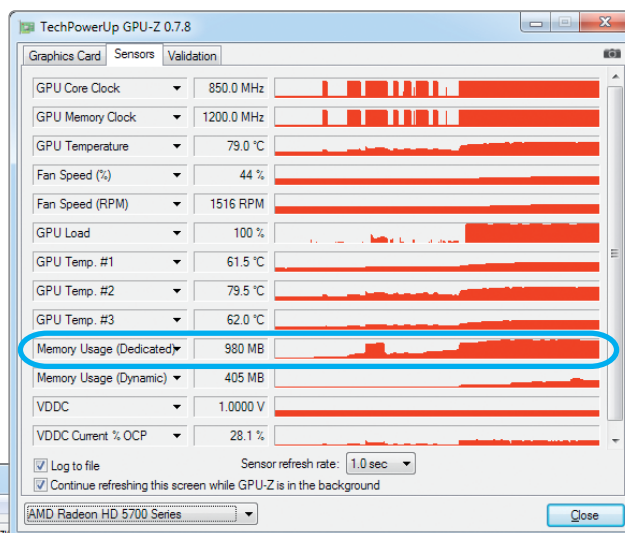 TechPowerUp GPU-Z 0.7.8
Graphics Card Sensors Validation
GPU Core Clock 850.0 MHz
GPU Memory Clock 1200.0 MHz
GPU Temperature 79.0 °C
Fan Speed (%) 44 %
Fan Speed (RPM) 1516 RPM
GPU Load 100 %
GPU Temp. #1 61.5 °C
GPU Temp. #2 79.5 °C
GPU Temp. #3 62.0 °C
Memory Usage (Dedicated) 980 MB
Memory Usage (Dynamic) 405 MB
VDDC 1.0000 V
VDDC Current % OCP 28.1 %
Log to file Sensor refresh rate: 1.0 sec
Continue refreshing this screen while GPU-Z is in the background
AMD Radeon HD 5700 Series Close